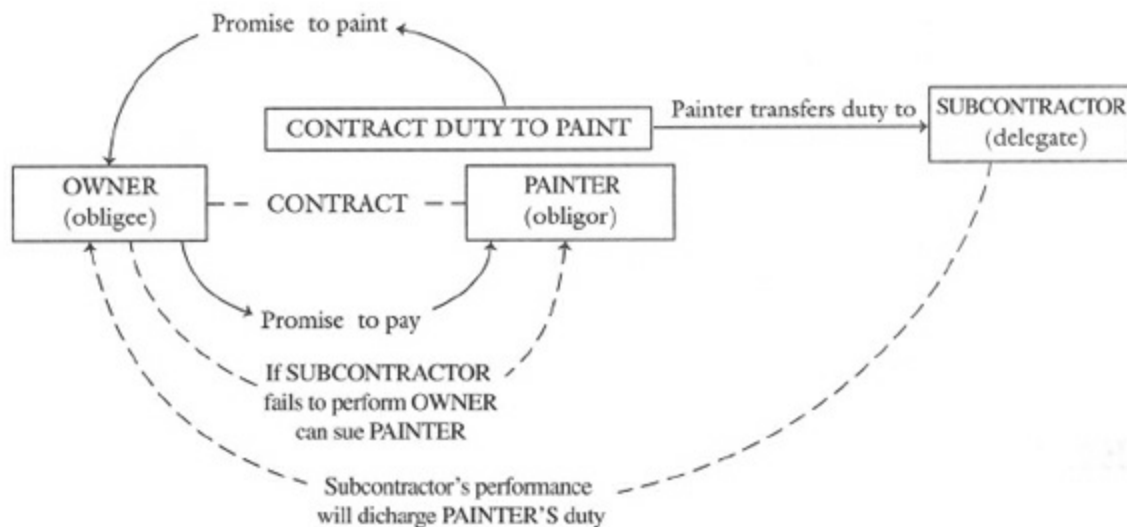 Promise to paint
CONTRACT DUTY TO PAINT
Painter transfers duty to
SUBCONTRACTOR
(delegate)
OWNER
(obligee)
CONTRACT
PAINTER
(obligor)
Promise to pay
If SUBCONTRACTOR
fails to perform OWNER
can sue PAINTER
Subcontractor's performance
will dicharge PAINTER'S duty